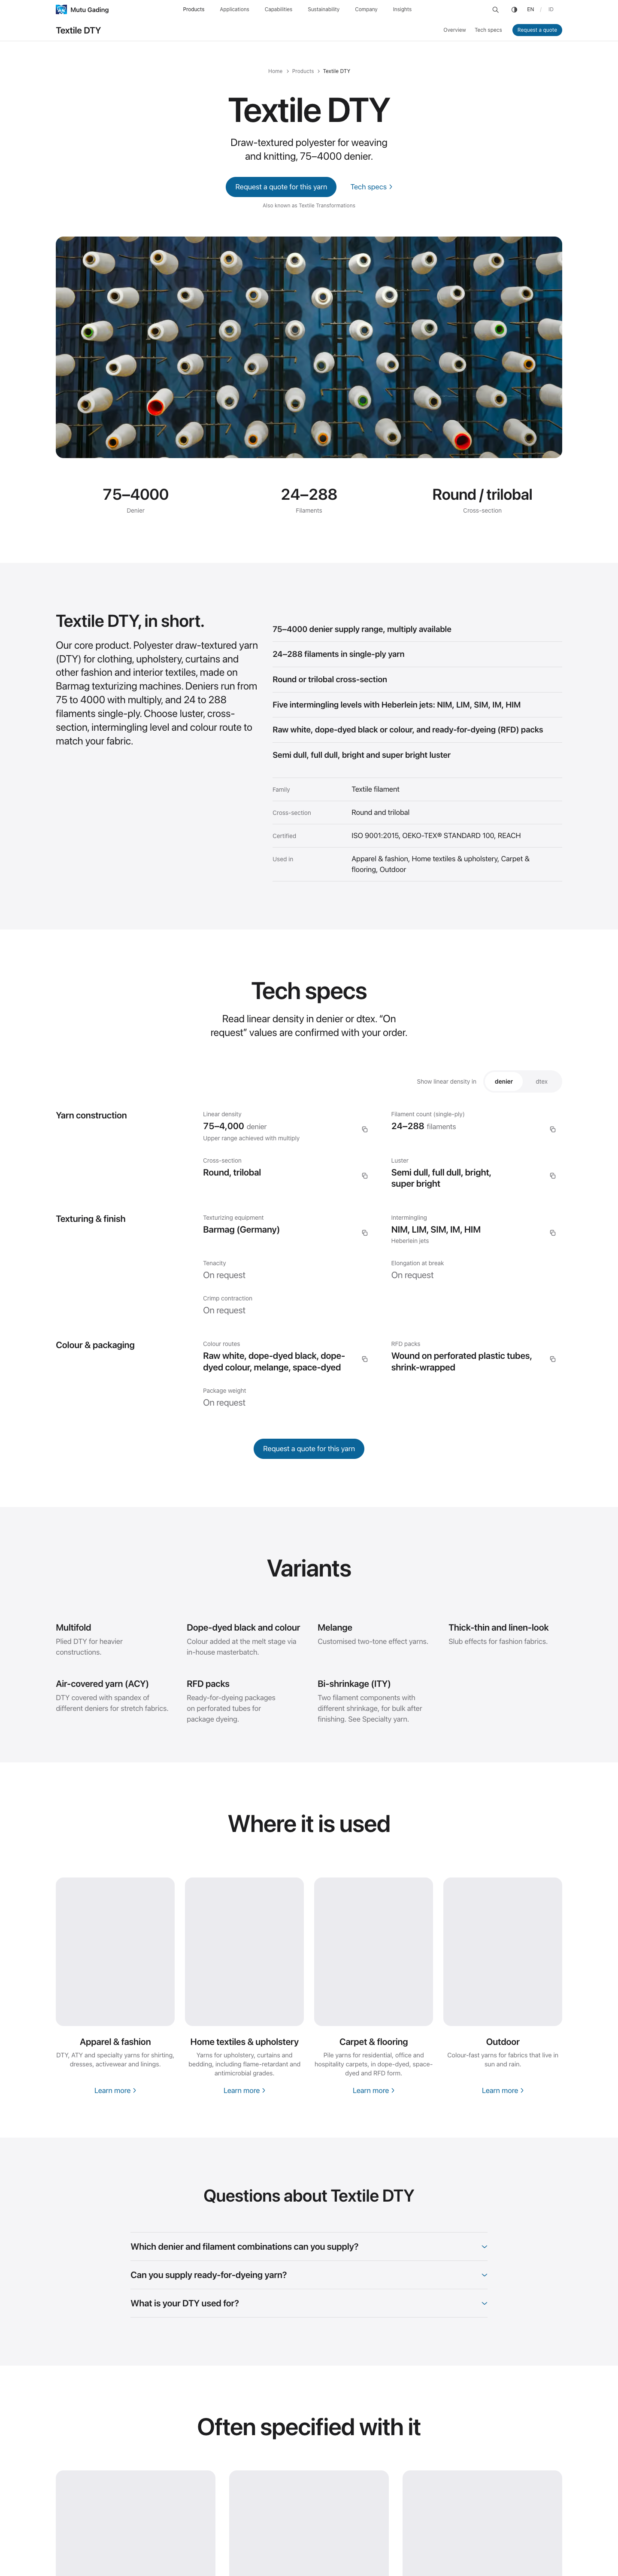 Mutu Gading
Products
Applications
Capabilities
Sustainability
Company
Insights
EN
ID
Textile DTY
Overview
Tech specs
Request a quote
Home
Products
Textile DTY
Textile DTY
Draw-textured polyester for weaving
and knitting, 75–4000 denier.
Request a quote for this yarn
Tech specs
Also known as Textile Transformations
75–4000
Denier
24–288
Filaments
Round / trilobal
Cross-section
Textile DTY, in short.
Our core product. Polyester draw-textured yarn
(DTY) for clothing, upholstery, curtains and
other fashion and interior textiles, made on
Barmag texturizing machines. Deniers run from
75 to 4000 with multiply, and 24 to 288
filaments single-ply. Choose luster, cross-
section, intermingling level and colour route to
match your fabric.
75–4000 denier supply range, multiply available
24–288 filaments in single-ply yarn
Round or trilobal cross-section
Five intermingling levels with Heberlein jets: NIM, LIM, SIM, IM, HIM
Raw white, dope-dyed black or colour, and ready-for-dyeing (RFD) packs
Semi dull, full dull, bright and super bright luster
Family
Textile filament
Cross-section
Round and trilobal
Certified
ISO 9001:2015, OEKO-TEX® STANDARD 100, REACH
Used in
Apparel & fashion, Home textiles & upholstery, Carpet &
flooring, Outdoor
Tech specs
Read linear density in denier or dtex. “On
request” values are confirmed with your order.
Show linear density in
denier
dtex
Yarn construction
Linear density
75–4,000 denier
Upper range achieved with multiply
Filament count (single-ply)
24–288 filaments
Cross-section
Round, trilobal
Luster
Semi dull, full dull, bright,
super bright
Texturing & finish
Texturizing equipment
Barmag (Germany)
Intermingling
NIM, LIM, SIM, IM, HIM
Heberlein jets
Tenacity
On request
Elongation at break
On request
Crimp contraction
On request
Colour & packaging
Colour routes
Raw white, dope-dyed black, dope-
dyed colour, melange, space-dyed
RFD packs
Wound on perforated plastic tubes,
shrink-wrapped
Package weight
On request
Request a quote for this yarn
Variants
Multifold
Plied DTY for heavier
constructions.
Dope-dyed black and colour
Colour added at the melt stage via
in-house masterbatch.
Melange
Customised two-tone effect yarns.
Thick-thin and linen-look
Slub effects for fashion fabrics.
Air-covered yarn (ACY)
DTY covered with spandex of
different deniers for stretch fabrics.
RFD packs
Ready-for-dyeing packages
on perforated tubes for
package dyeing.
Bi-shrinkage (ITY)
Two filament components with
different shrinkage, for bulk after
finishing. See Specialty yarn.
Where it is used
Apparel & fashion
DTY, ATY and specialty yarns for shirting,
dresses, activewear and linings.
Learn more
Home textiles & upholstery
Yarns for upholstery, curtains and
bedding, including flame-retardant and
antimicrobial grades.
Learn more
Carpet & flooring
Pile yarns for residential, office and
hospitality carpets, in dope-dyed, space-
dyed and RFD form.
Learn more
Outdoor
Colour-fast yarns for fabrics that live in
sun and rain.
Learn more
Questions about Textile DTY
Which denier and filament combinations can you supply?
Can you supply ready-for-dyeing yarn?
What is your DTY used for?
Often specified with it